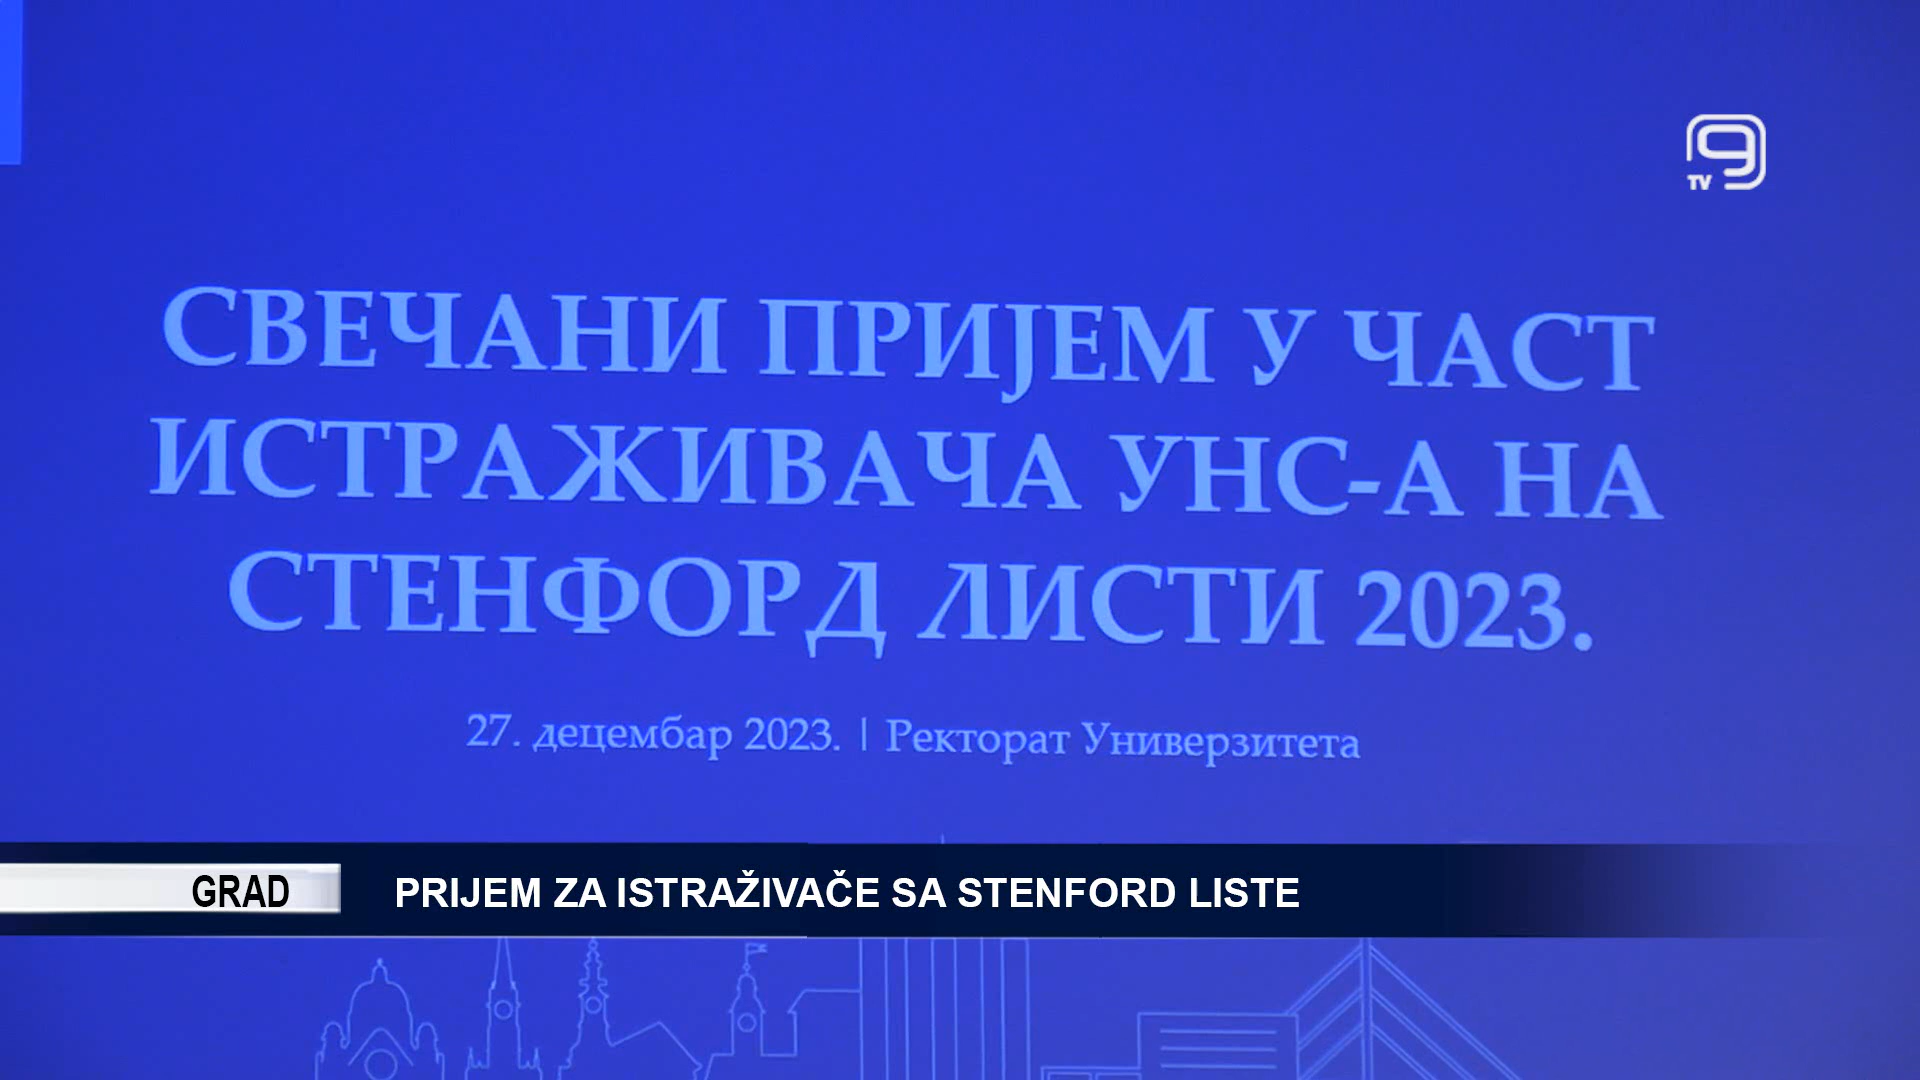 9
TV
СВЕЧАНИ ПРИЈЕМ У ЧАСТ
ИСТРАЖИВАЧА УНС-А НА
СТЕНФОРД ЛИСТИ 2023.
27. децембар 2023. | Ректорат Универзитета
GRAD
PRIJEM ZA ISTRAŽIVAČE SA STENFORD LISTE